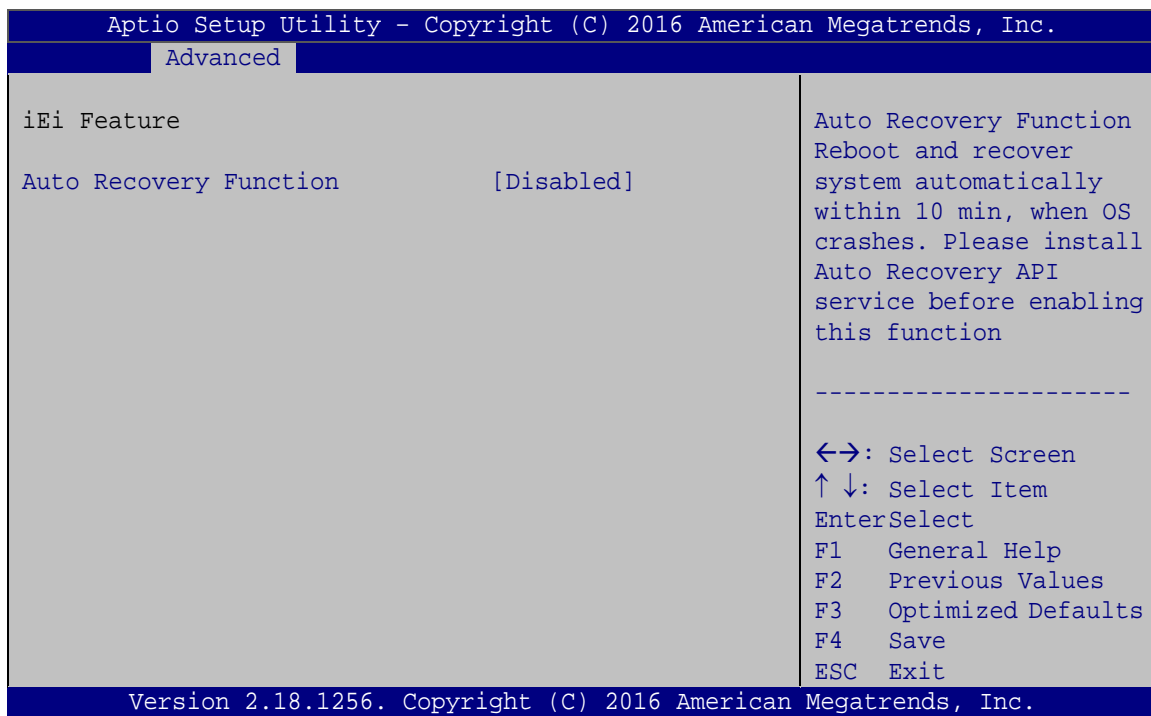 Aptio Setup Utility – Copyright (C) 2016 American Megatrends, Inc.
Advanced
iEi Feature
Auto Recovery Function [Disabled]
Auto Recovery Function
Reboot and recover
system automatically
within 10 min, when OS
crashes. Please install
Auto Recovery API
service before enabling
this function
----------------------
←→: Select Screen
↑ ↓: Select Item
EnterSelect
F1 General Help
F2 Previous Values
F3 Optimized Defaults
F4 Save
ESC Exit
Version 2.18.1256. Copyright (C) 2016 American Megatrends, Inc.